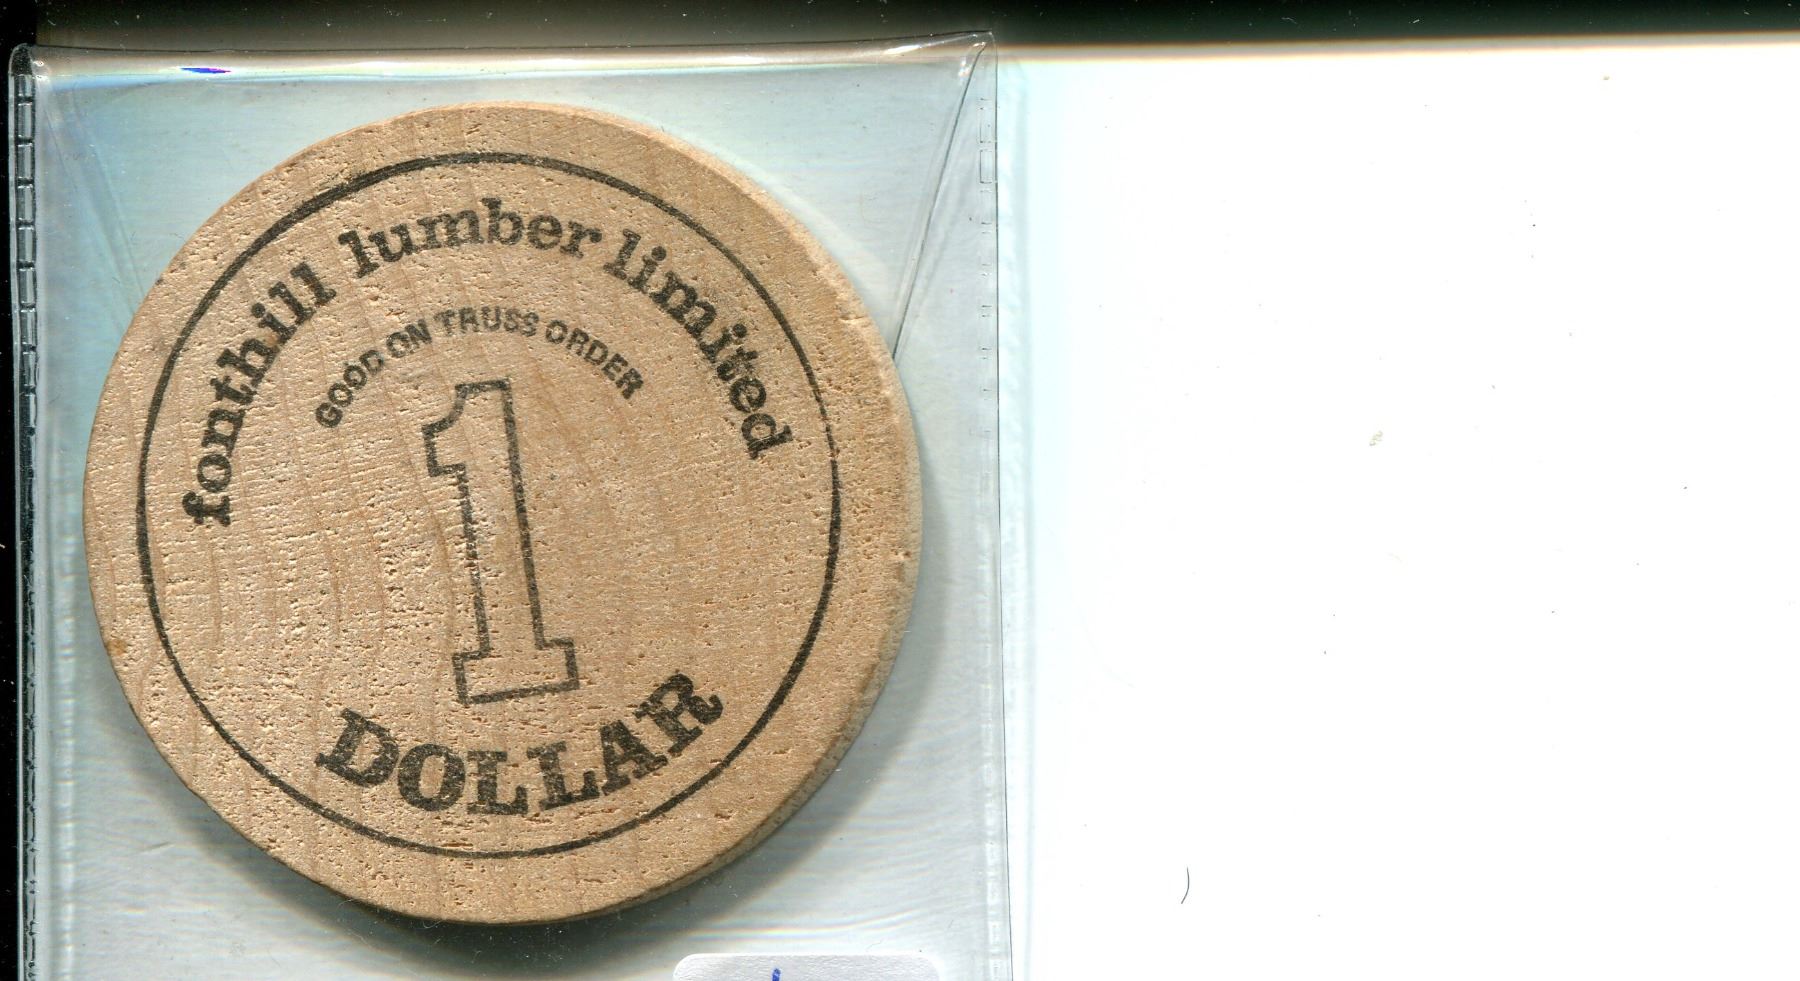 fonthill lumber limited
GOOD ON TRUSS ORDER
1
DOLLAR